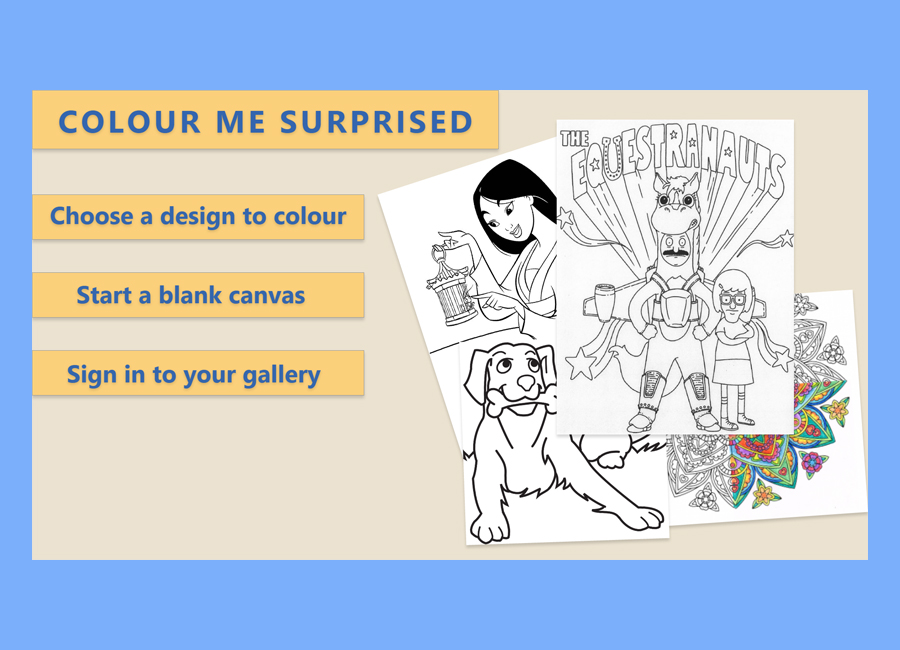 COLOUR ME SURPRISED
Choose a design to colour
Start a blank canvas
Sign in to your gallery
THE
EQUESTRANAUTS